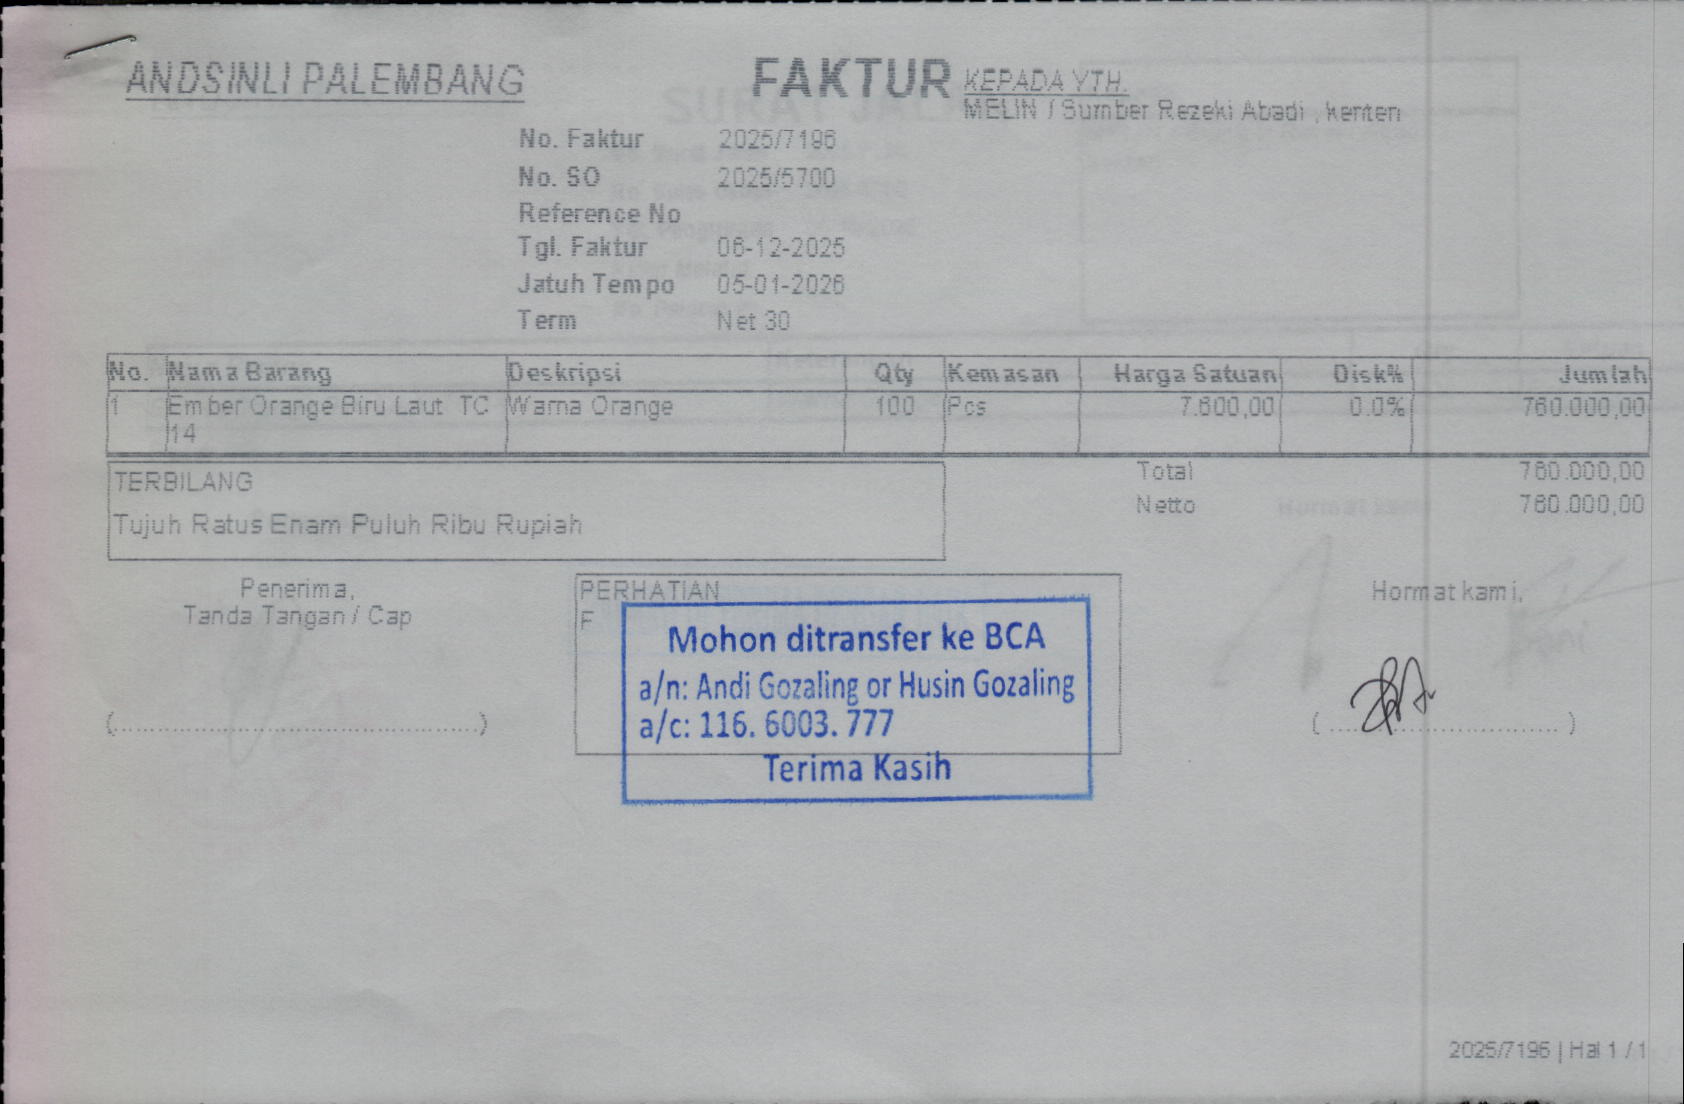 ANDSINLI PALEMBANG
FAKTUR
KEPADA YTH.
MELIN / Sumber Rezeki Abadi , kenten
No. Faktur 2025/7196
No. SO 2025/5700
Reference No
Tgl. Faktur 06-12-2025
Jatuh Tempo 05-01-2026
Term Net 30
No. Nama Barang Deskripsi Qty Kemasan Harga Satuan Disk% Jumlah
1 Ember Orange Biru Laut TC Warna Orange 100 Pcs 7.600,00 0.0% 760.000,00
14
TERBILANG
Tujuh Ratus Enam Puluh Ribu Rupiah
Total 760.000,00
Netto 760.000,00
Penerima,
Tanda Tangan / Cap
PERHATIAN
F
Mohon ditransfer ke BCA
a/n: Andi Gozaling or Husin Gozaling
a/c: 116. 6003. 777
Terima Kasih
Hormat kami,
2025/7196 | Hal 1 / 1